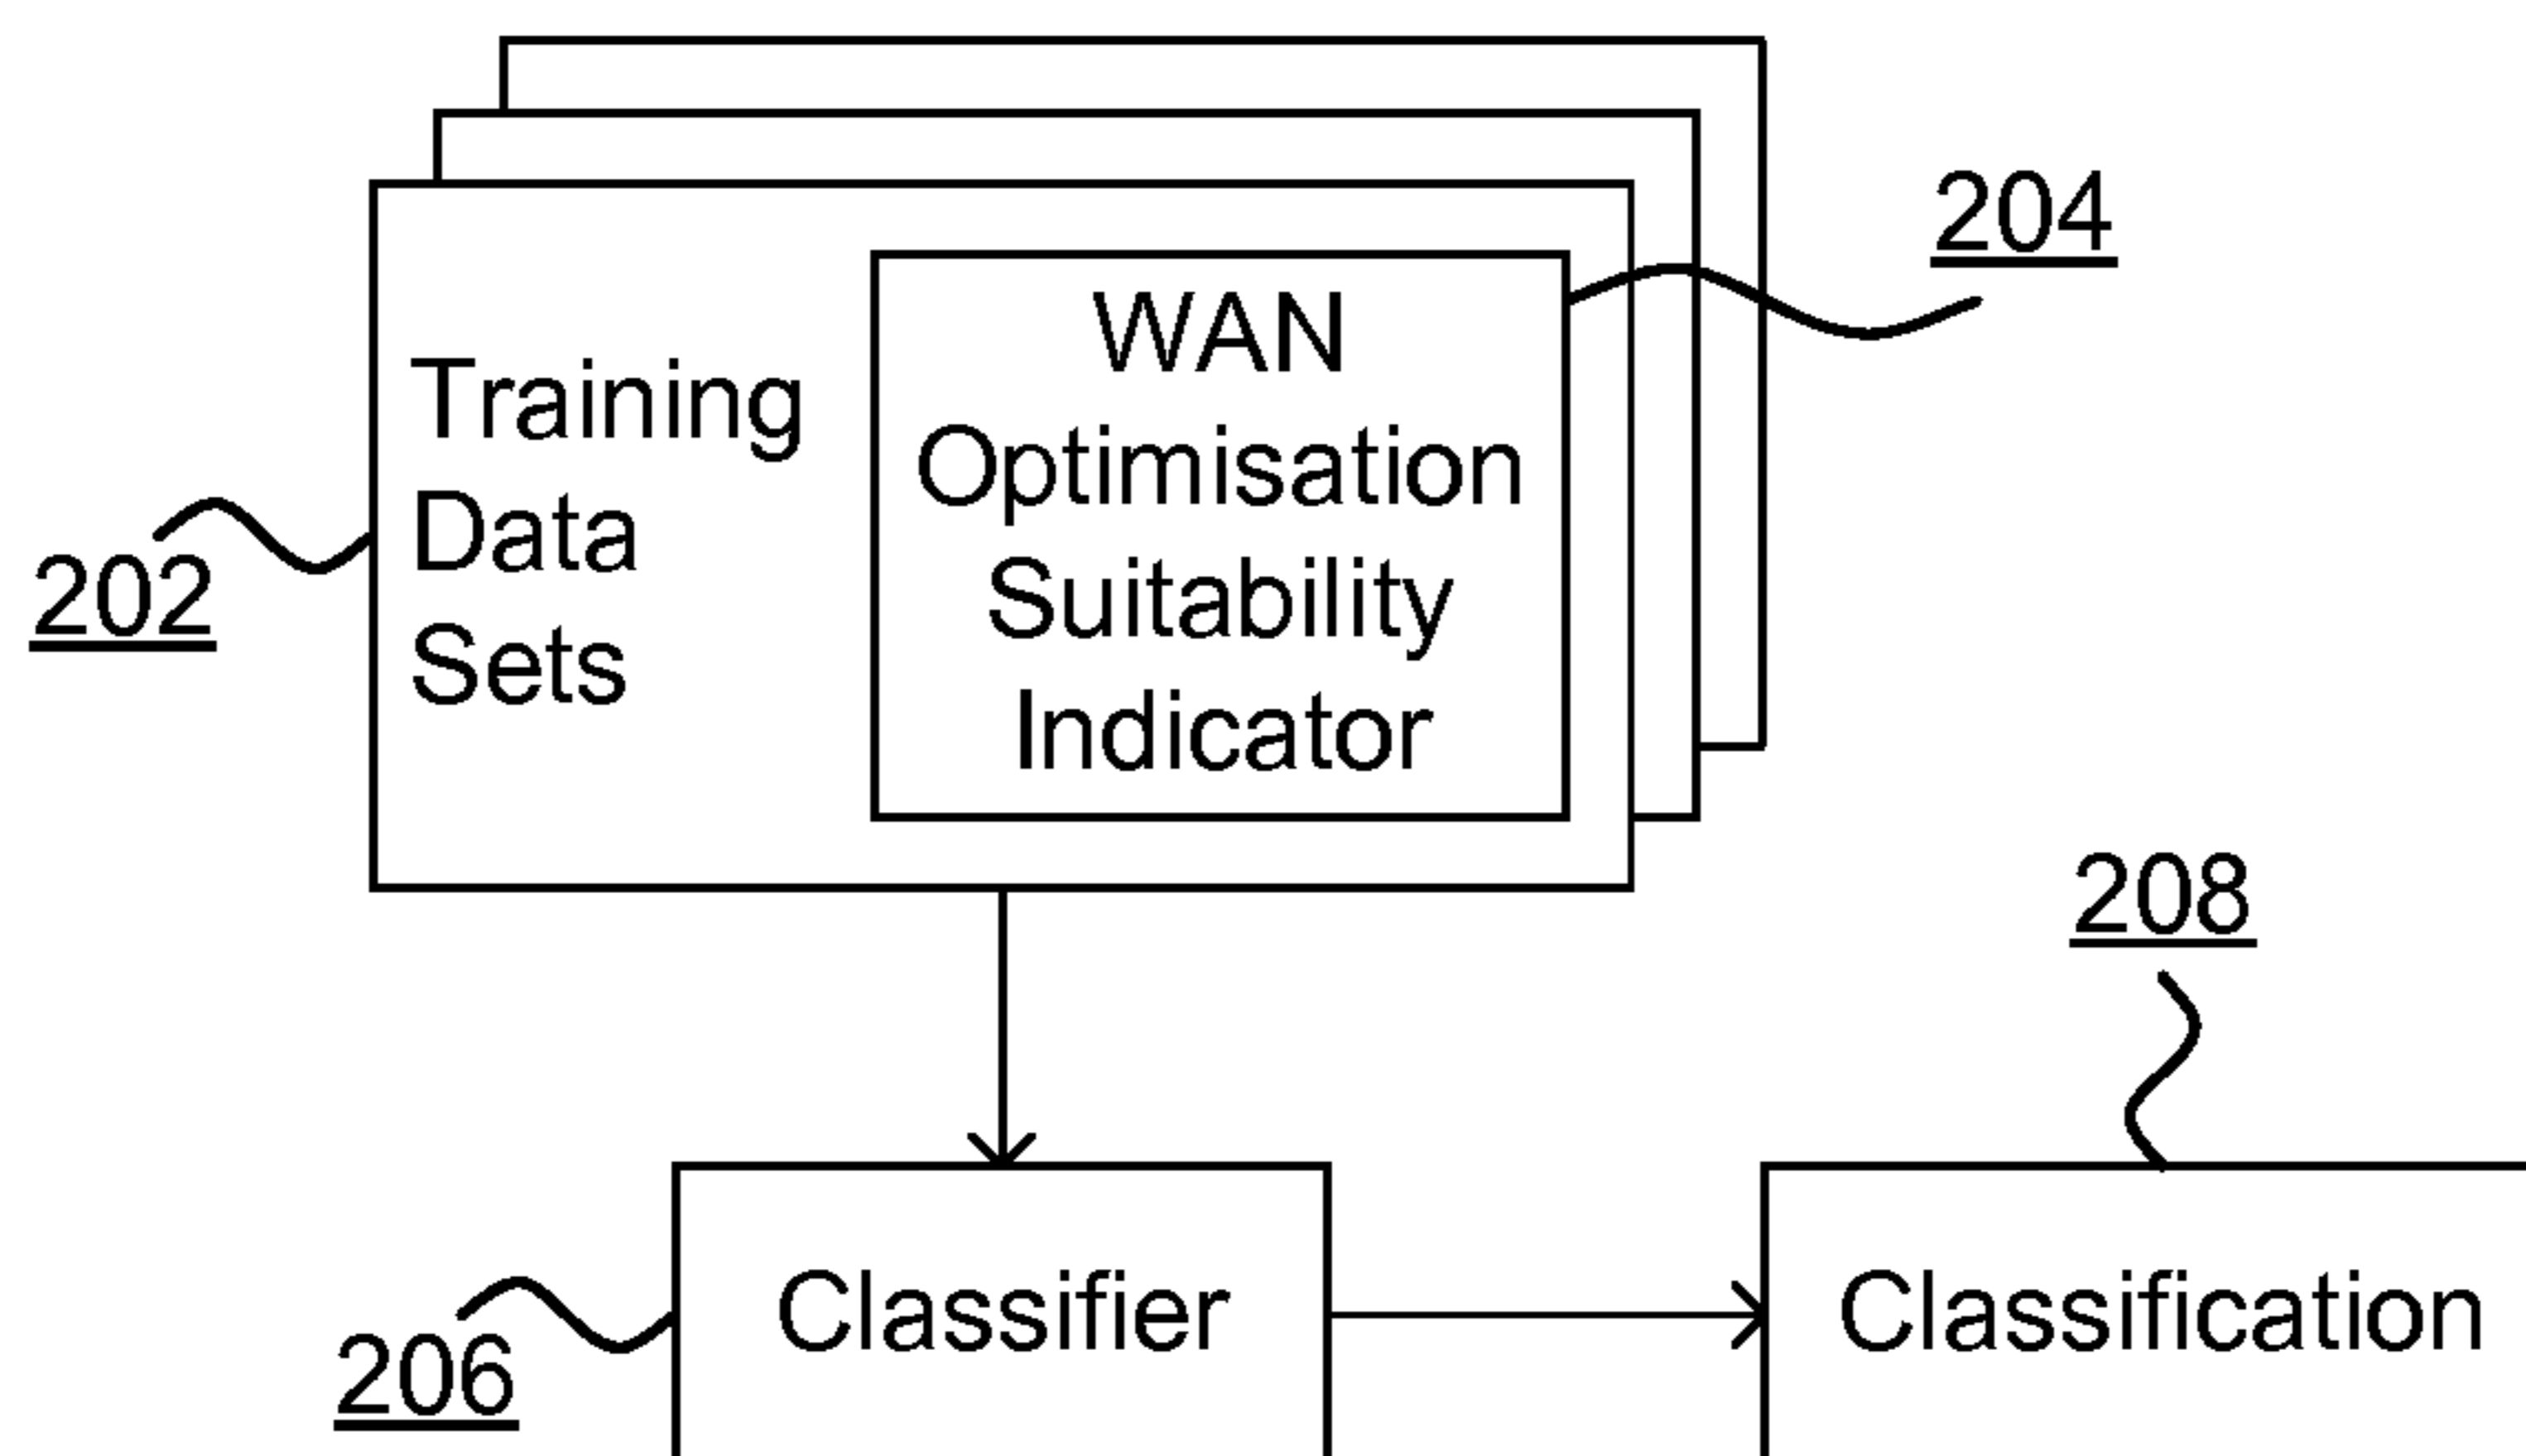 204
WAN
Optimisation
Suitability
Indicator
Training
Data
Sets
202
208
Classifier
Classification
206